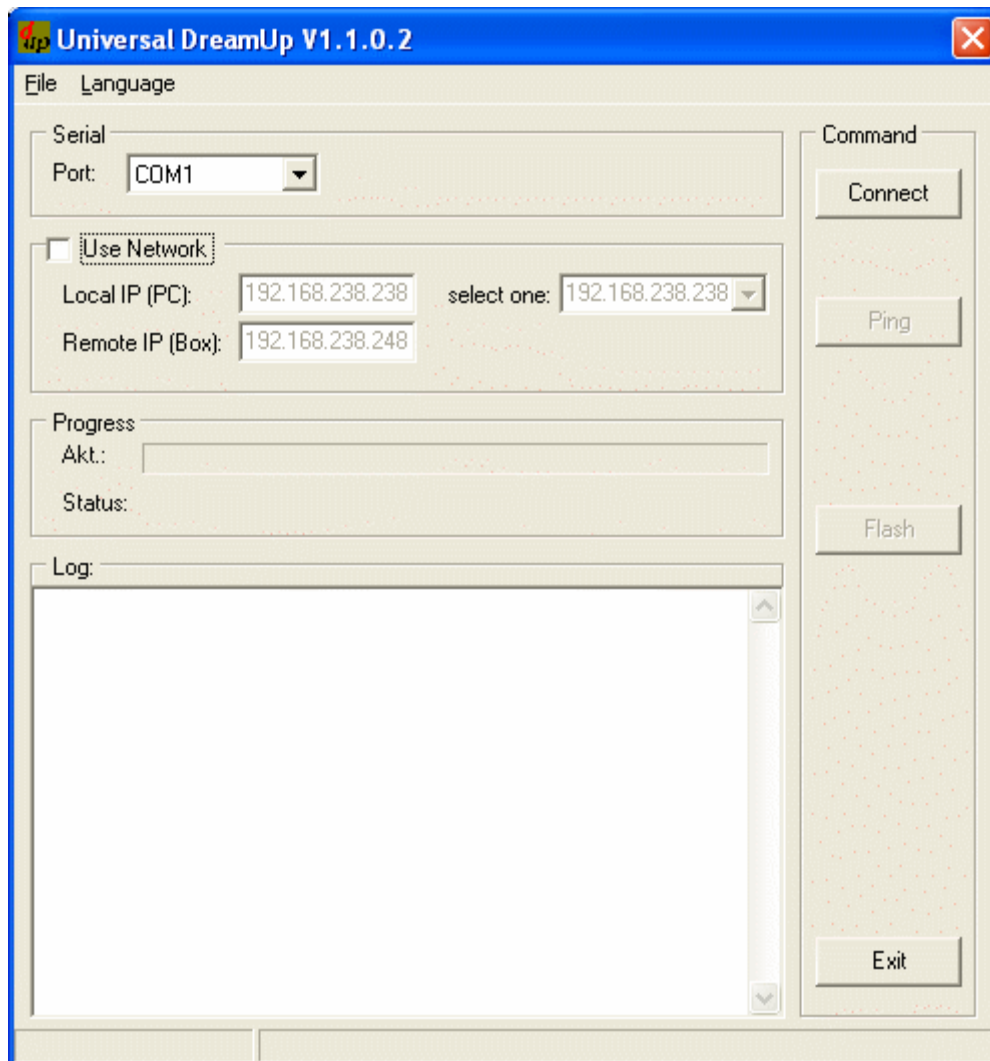 up Universal DreamUp V1.1.0.2
File Language
Serial
Port: COM1
Use Network
Local IP (PC): 192.168.238.238 select one: 192.168.238.238
Remote IP (Box): 192.168.238.248
Progress
Akt.:
Status:
Log:
Command
Connect
Ping
Flash
Exit